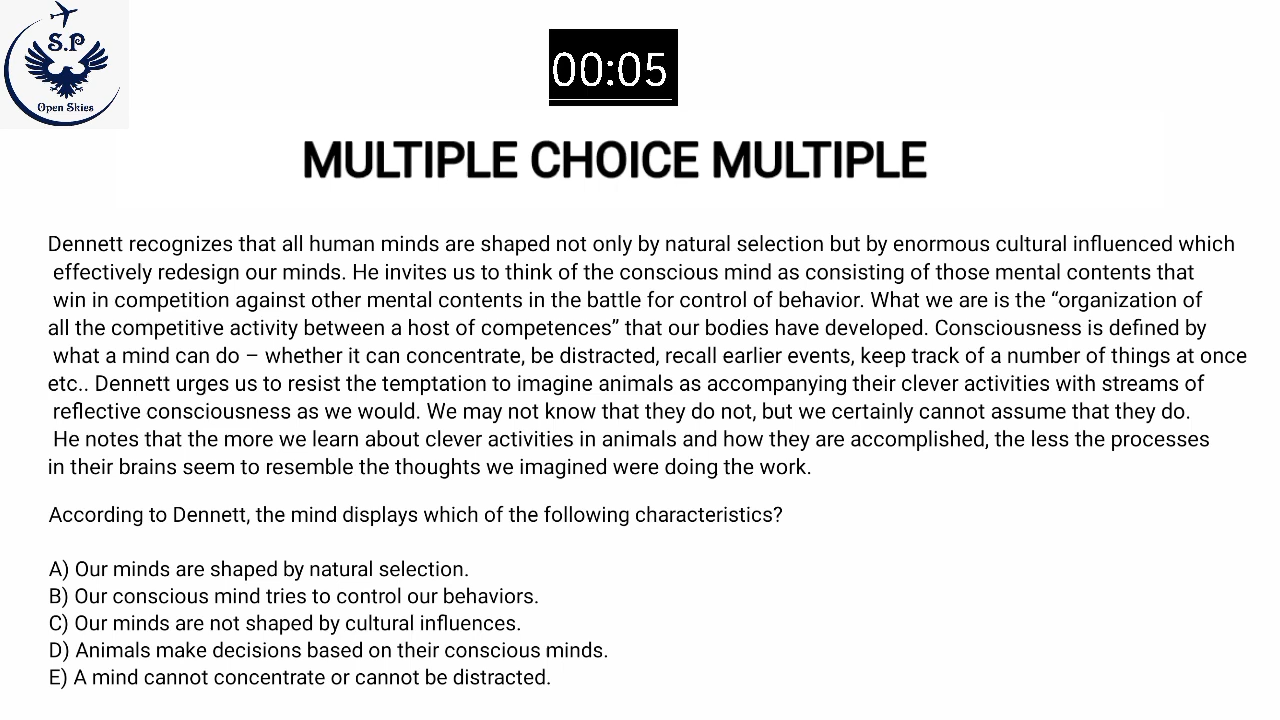 S.P
Open Skies
00:05
MULTIPLE CHOICE MULTIPLE
Dennett recognizes that all human minds are shaped not only by natural selection but by enormous cultural influenced which
effectively redesign our minds. He invites us to think of the conscious mind as consisting of those mental contents that
win in competition against other mental contents in the battle for control of behavior. What we are is the “organization of
all the competitive activity between a host of competences” that our bodies have developed. Consciousness is defined by
what a mind can do – whether it can concentrate, be distracted, recall earlier events, keep track of a number of things at once
etc.. Dennett urges us to resist the temptation to imagine animals as accompanying their clever activities with streams of
reflective consciousness as we would. We may not know that they do not, but we certainly cannot assume that they do.
He notes that the more we learn about clever activities in animals and how they are accomplished, the less the processes
in their brains seem to resemble the thoughts we imagined were doing the work.
According to Dennett, the mind displays which of the following characteristics?
A) Our minds are shaped by natural selection.
B) Our conscious mind tries to control our behaviors.
C) Our minds are not shaped by cultural influences.
D) Animals make decisions based on their conscious minds.
E) A mind cannot concentrate or cannot be distracted.